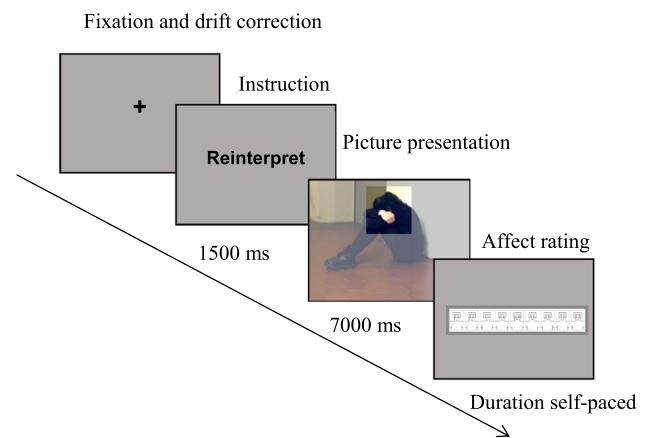 Fixation and drift correction
+
Instruction
Reinterpret
Picture presentation
1500 ms
Affect rating
7000 ms
Duration self-paced